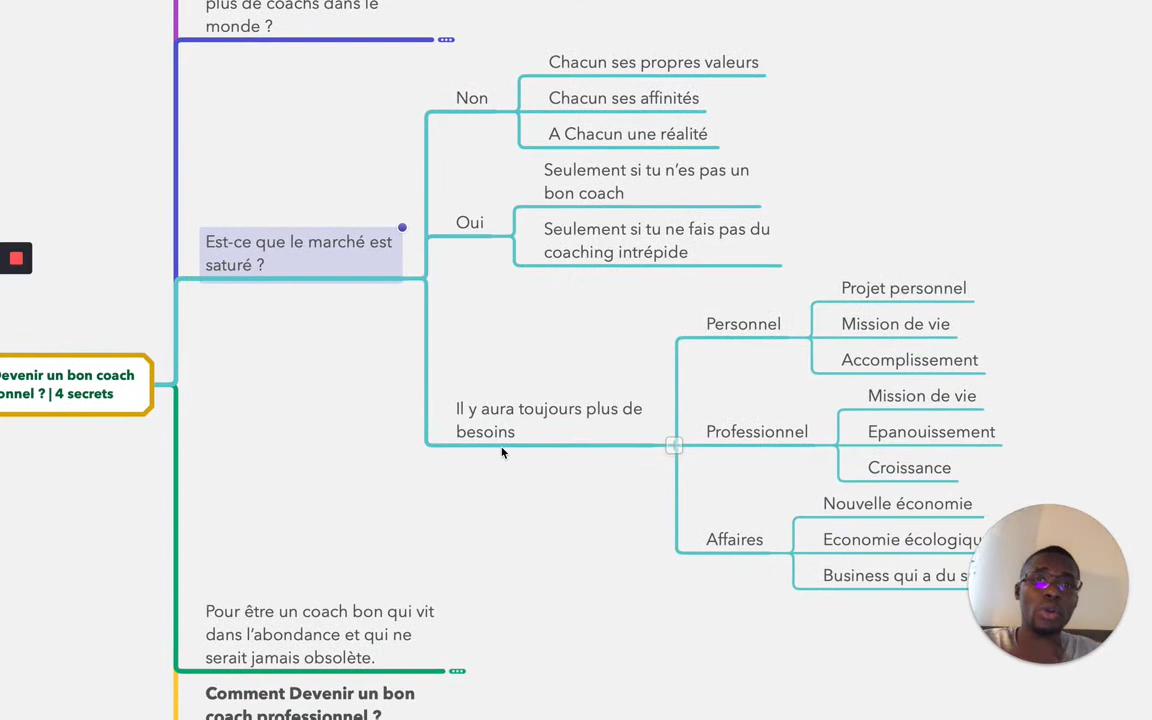 plus de coachs dans le
monde ?
Chacun ses propres valeurs
Non
Chacun ses affinités
A Chacun une réalité
Seulement si tu n’es pas un
bon coach
Oui
Seulement si tu ne fais pas du
coaching intrépide
Est-ce que le marché est
saturé ?
Projet personnel
Personnel
Mission de vie
Accomplissement
Devenir un bon coach
onnel ? | 4 secrets
Il y aura toujours plus de
besoins
Mission de vie
Professionnel
Epanouissement
Croissance
Nouvelle économie
Affaires
Economie écologiqu
Business qui a du s
Pour être un coach bon qui vit
dans l’abondance et qui ne
serait jamais obsolète.
Comment Devenir un bon
coach professionnel ?